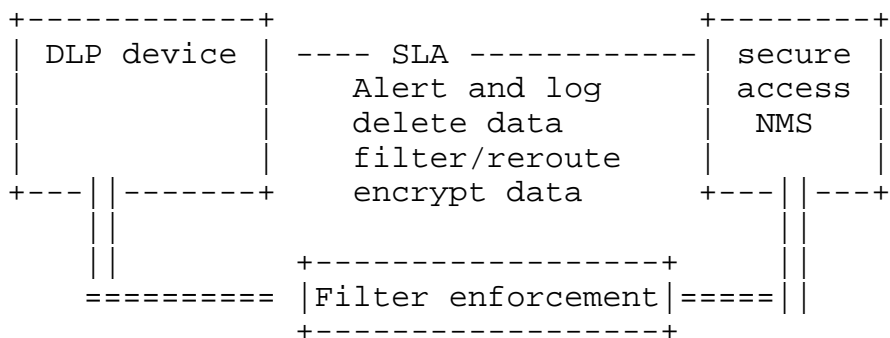 DLP device ---- SLA ----------- secure
Alert and log access
delete data NMS
filter/reroute
encrypt data
Filter enforcement